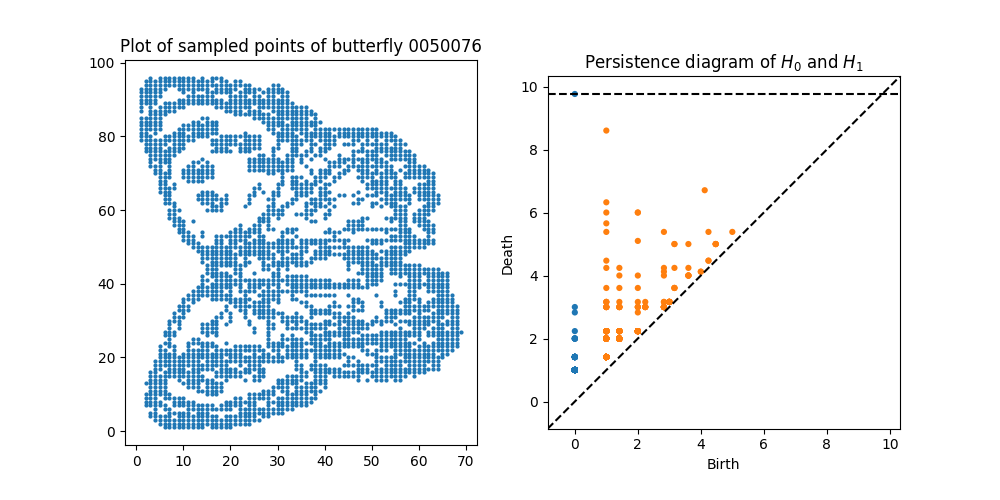 Plot of sampled points of butterfly 0050076
100
80
60
40
20
0
0 10 20 30 40 50 60 70
Persistence diagram of H0 and H1
Death
10
8
6
4
2
0
0 2 4 6 8 10
Birth